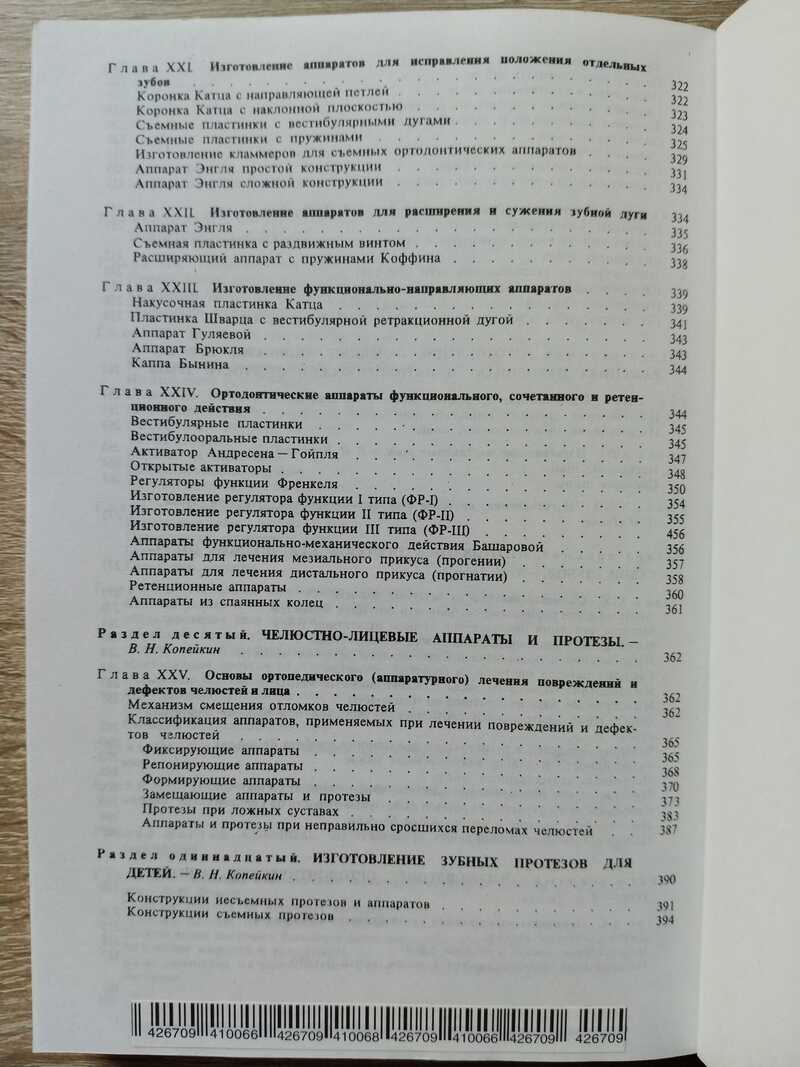 Глава XXI. Изготовление аппаратов для исправления положения отдельных
зубов . . . . . . . . . . . . . . . 322
Коронка Катца с направляющей петлей . . . . . . . . 322
Коронка Катца с наклонной плоскостью . . . . . . . . 323
Съемные пластинки с вестибулярными дугами . . . . . . . 324
Съемные пластинки с пружинами . . . . . . . . . 325
Изготовление кламмеров для съемных ортодонтических аппаратов . . . . 329
Аппарат Энгля простой конструкции . . . . . . . . 331
Аппарат Энгля сложной конструкции . . . . . . . . 334
Глава XXII. Изготовление аппаратов для расширения и сужения зубной дуги 334
Аппарат Энгля . . . . . . . . . . . . . 335
Съемная пластинка с раздвижным винтом . . . . . . . . 336
Расширяющий аппарат с пружинами Коффина . . . . . . . 338
Глава XXIII. Изготовление функционально-направляющих аппаратов . . . . 339
Накусочная пластинка Катца . . . . . . . . . . 339
Пластинка Шварца с вестибулярной ретракционной дугой . . . . . 341
Аппарат Гуляевой . . . . . . . . . . . . 343
Аппарат Брюкля . . . . . . . . . . . . 343
Каппа Бынина . . . . . . . . . . . . . 344
Глава XXIV. Ортодонтические аппараты функционального, сочетанного и ретен-
ционного действия . . . . . . . . . . . . 344
Вестибулярные пластинки . . . . . . . . . . 345
Вестибулооральные пластинки . . . . . . . . . . 345
Активатор Андресена — Гойпля . . . . . . . . . 347
Открытые активаторы . . . . . . . . . . . 348
Регуляторы функции Френкеля . . . . . . . . . 350
Изготовление регулятора функции I типа (ФР-I) . . . . . . 354
Изготовление регулятора функции II типа (ФР-II) . . . . . . 355
Изготовление регулятора функции III типа (ФР-III) . . . . . . 456
Аппараты функционально-механического действия Башаровой . . . . 356
Аппараты для лечения мезиального прикуса (прогении) . . . . . 357
Аппараты для лечения дистального прикуса (прогнатии) . . . . . 358
Ретенционные аппараты . . . . . . . . . . . 360
Аппараты из спаянных колец . . . . . . . . . . 361
Раздел десятый. ЧЕЛЮСТНО-ЛИЦЕВЫЕ АППАРАТЫ И ПРОТЕЗЫ. —
В. Н. Копейкин . . . . . . . . . . . . . 362
Глава XXV. Основы ортопедического (аппаратурного) лечения повреждений и
дефектов челюстей и лица . . . . . . . . . . . 362
Механизм смещения отломков челюстей . . . . . . . . 362
Классификация аппаратов, применяемых при лечении повреждений и дефек-
тов челюстей . . . . . . . . . . . . . 365
Фиксирующие аппараты . . . . . . . . . . . 365
Репонирующие аппараты . . . . . . . . . . . 368
Формирующие аппараты . . . . . . . . . . . 370
Замещающие аппараты и протезы . . . . . . . . . 373
Протезы при ложных суставах . . . . . . . . . . 383
Аппараты и протезы при неправильно сросшихся переломах челюстей . . 387
Раздел одиннадцатый. ИЗГОТОВЛЕНИЕ ЗУБНЫХ ПРОТЕЗОВ ДЛЯ
ДЕТЕЙ. — В. Н. Копейкин . . . . . . . . . . . 390
Конструкции несъемных протезов и аппаратов . . . . . . . 391
Конструкции съемных протезов . . . . . . . . . . 394
426709 410066 426709 410068 426709 410066 426709 426709